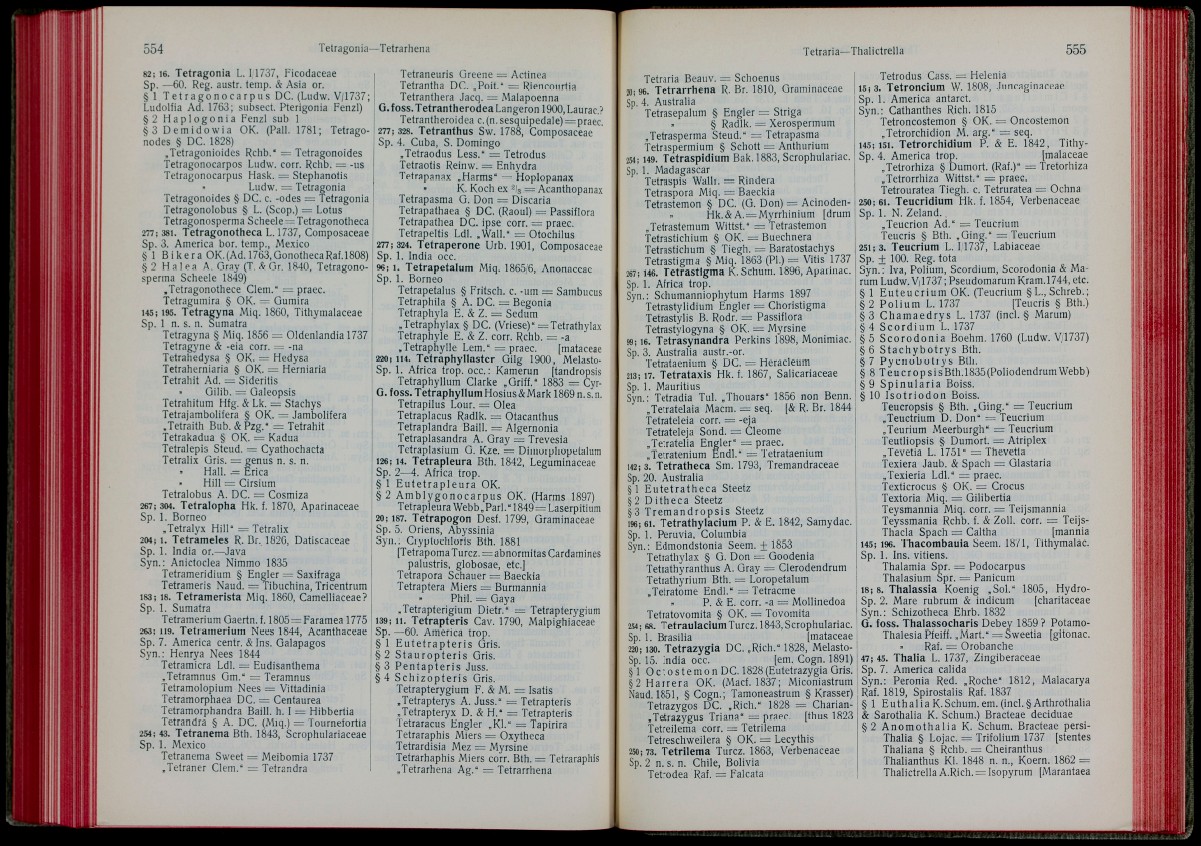 554
Tetragonia—Tetrarhena
82; 16. Tetragonia L. I 1737, Ficodaceae
Sp. —60. Reg. austr. temp. & Asia or.
§ 1 Tetragonocarpus DC. (Ludw. V/1737;
Ludolfia Ad. 1763; subsect. Pterigonia Fenzl)
§ 2 Haplogonia Fenzl sub 1
§ 3 Demidowia OK. (Pall. 1781; Tetrago-
nodes § DC. 1828)
„Tetragonioides Rchb.“ = Tetragonoides
Tetragonocarpos Ludw. corr. Rchb. = -us
Tetragonocarpus Hask. = Stephanotis
„ Ludw. = Tetragonia
Tetragonoides § DC. c. -odes = Tetragonia
Tetragonolobus § L. (Scop.) = Lotus
Tetragonosperma Scheele = Tetragonotheca
277; 381. Tetragonotheca L. 1737, Composaceae
Sp. 3. America bor. temp., Mexico
§ 1 Bikera OK. (Ad. 1763, Gonotheca Raf. 1808)
§ 2 Halea A. Gray (T. & Gr. 1840, Tetragono-
sperma Scheele 1849)
„Tetragonothece Clem.“ = praec.
Tetragumira § OK. = Gumira
145; 195. Tetragyna Miq. 1860, Tithymalaceae
Sp. 1 n. s. n. Sumatra
Tetragyna § Miq. 1856 = Oldenlandia 1737
Tetragyne & -eia corr. = -na
Tetrahedysa § OK. = Hedysa
Tetraherniaria § OK. = Herniaria
Tetrahit Ad. = Sideritis
„ Gilib. = Galeopsis
Tetrahitum Hfg. & Lk. = Stachys
Tetrajambolifera § OK. = Jambolifera
„Tetraith Bub. & Pzg.“ = Tetrahit
Tetrakadua § OK. = Kadua
Tetralepis Steud. = Cyathochaeta
Tetralix Gris. = genus n. s. n.
„ Hall. = Erica
„ Hill = Cirsium
Tetralobus A. DC. = Cosmiza
267; 304. Tetralopha Hk. f. 1870, Aparinaceae
Sp. 1. Borneo
„Tetralyx Hill“ = Tetralix
204; 1. Tetrameles R. Br. 1826, Datiscaceae
Sp. 1. India or.—Java
Syn.: Anictoclea Nimmo 1835
Tetrameridium § Engler = Saxifraga
Tetrameris Naud. = Tibuchina, Tricentrum
183; 18. Tetramerista Miq. 1860, Camelliaceae?
Sp. 1. Sumatra
Tetramerium Gaertn. f. 1805 = Faramea 1775
263; 119. Tetramerium Nees 1844, Acanthaceae
Sp. 7. America centr. & Ins. Galapagos
Syn.: Henrya Nees 1844
Tetramicra Ldl. = Eudisanthema
„Tetramnus Gm.“ = Teramnus
Tetramolopium Nees = Vittadinia
Tetramorphaea DC. = Centaurea
Tetramorphandra Baill. h. I = Hibbertia
Tetrandra § A. DC. (Miq.) = Tournefortia
254; 43. Tetranema Bth. 1843, Scrophulariaceae
Sp. 1. Mexico
Tetranema Sweet = Meibomia 1737
„Tetraner Clem.“ = Tetrandra
Tetraneuris Greene = Actinea
Tetrantha DC. „Poit.“ = Riencourtia
Tetranthera Jacq. = Malapoenna
G. foss. Tetrantherodea Langeron 1900, Laurac.?
Tetrantheroidea c. (n. sesquipedale) = praec.
277; 328. Tetranthus Sw. 1788, Composaceae
Sp. 4. Cuba, S. Domingo
„Tetraodus Less.“ = Tetrodus
Tetraotis Reinw. = Enhydra
Tetrapanax „Harms“ = Hoplopanax
„ K. Koch ex = Acanthopanax
Tetrapasma G. Don = Discaria
Tetrapathaea § DC. (Raoul) = Passiflora
Tetrapathea DC. ipse corr. = praec.
Tetrapeltis Ldl. „Wall.“ = Otochilus
277; 324. Tetraperone Urb. 1901, Composaceae
Sp. 1. India occ.
96; 1. Tetrapetalum Miq. 1865/6, Anonaceae
Sp. 1. Borneo
Tetrapetalus § Fritsch. c. -um = Sambucus
Tetraphila § A. DC. = Begonia
Tetraphyla E. & Z. = Sedum
„Tetraphylax § DC. (Vriese)“ = Tetrathylax
Tetraphyle E. & Z. corr. Rchb. = -a
„Tetraphylle Lem.“ = praec. [mataceae
220; 114. Tetraphyllaster Gilg 1900, Melasto-
Sp. 1. Africa trop. occ.: Kamerun [tandropsis
Tetraphyllum Clarke „Griff.“ 1883 = Cyr-
G. foss. Tetraphyllum Hosius & Mark 1869 n. s. n.
Tetrapilus Lour. = Olea
Tetraplacus Radlk. = Otacanthus
Tetraplandra Baill. = Algernonia
Tetraplasandra A. Gray = Trevesia
Tetraplasium G. Kze. = Dimorphopetalum
126; 14. Tetrapleura Bth. 1842, Leguminaceae
Sp. 2—4. Africa trop.
§ 1 Eutetrapleura OK.
§ 2 Amblygonocarpus OK. (Harms 1897)
Tetrapleura Webb „Parl.“ 1849 = Laserpitium
20; 187. Tetrapogon Desf. 1799, Graminaceae
Sp. 5. Oriens, Abyssinia
Syn.: Cryptochloris Bth. 1881
[Tetrapoma Turcz. = abnormitas Cardamines
palustris, globosae, etc.]
Tetrapora Schauer = Baeckia
Tetraptera Miers = Burmannia
„ Phil. = Gaya
„Tetrapterigium Dietr.“ = Tetrapterygium
139; 11. Tetrapteris Cav. 1790, Malpighiaceae
Sp. —60. America trop.
§ 1 Eutetrapteris Gris.
§ 2 Stauropteris Gris.
§ 3 Pentapteris Juss.
§ 4 Schizopteris Gris.
Tetrapterygium F. & M. = Isatis
„Tetrapterys A. Juss.“ = Tetrapteris
„Tetrapteryx D. & H.“ = Tetrapteris
Tetraracus Engler „Kl.“ = Tapirira
Tetraraphis Miers = Oxytheca
Tetrardisia Mez = Myrsine
Tetrarhaphis Miers corr. Bth. = Tetraraphis
„Tetrarhena Ag.“ = Tetrarrhena
Tetraria—Thalictrella
555
Tetraria Beauv. = Schoenus
20; 96. Tetrarrhena R. Br. 1810, Graminaceae
Sp. 4. Australia
Tetrasepalum § Engler = Striga
„ § Radlk. = Xerospermum
„Tetrasperma Steud.“ = Tetrapasma
Tetraspermium § Schott = Anthurium
254; 149. Tetraspidium Bak. 1883, Scrophulariac.
Sp. 1. Madagascar
Tetraspis Wallr. = Rindera
Tetraspora Miq. = Baeckia
Tetrastemon § DC. (G. Don) = Acinoden-
„ Hk. & A. = Myrrhinium [drum
„Tetrastemum Wittst.“ = Tetrastemon
Tetrastichium § OK. = Buechnera
Tetrastichum § Tiegh. = Baratostachys
Tetrastigma § Miq. 1863 (Pl.) = Vitis 1737
267; 146. Tetrastigma K. Schum. 1896, Aparinac.
Sp. 1. Africa trop.
Syn.: Schumanniophytum Harms 1897
Tetrastylidium Engler = Choristigma
Tetrastylis B. Rodr. = Passiflora
Tetrastylogyna § OK. = Myrsine
99; 16. Tetrasynandra Perkins 1898, Monimiac.
Sp. 3. Australia austr.-or.
Tetrataenium § DC. = Heracleum
213; 17. Tetrataxis Hk. f. 1867, Salicariaceae
Sp. 1. Mauritius
Syn.: Tetradia Tul. „Thouars“ 1856 non Benn.
„Tetratelaia Macm. = seq. [& R. Br. 1844
Tetrateleia corr. = -eja
Tetrateleja Sond. = Cleome
„Tetratelia Engler“ = praec.
„Tetratenium Endl.“ = Tetrataenium
142; 3. Tetratheca Sm. 1793, Tremandraceae
Sp. 20. Australia
§ 1 Eutetratheca Steetz
§ 2 Ditheca Steetz
§ 3 Tremandropsis Steetz
196; 61. Tetrathylacium P. & E. 1842, Samydac.
Sp. 1. Peruvia, Columbia
Syn.: Edmondstonia Seem. ± 1853
Tetrathylax § G. Don = Goodenia
Tetrathyranthus A. Gray = Clerodendrum
Tetrathyrium Bth. = Loropetalum
„Tetratome Endl.“ = Tetracme
„ P. & E. corr. -a = Mollinedoa
Tetratovomita § OK. = Tovomita
254; 68. Tetraulacium Turcz. 1843, Scrophulariac.
Sp. 1. Brasilia [mataceae
220; 130. Tetrazygia DC. „Rich.“ 1828, Melasto-
Sp. 15. India occ. [em. Cogn. 1891)
§ 1 Octostemon DC. 1828 (Eutetrazygia Gris.
§ 2 Harrera OK. (Macf. 1837; Miconiastrum
Naud. 1851, § Cogn.; Tamoneastrum § Krasser)
Tetrazygos DC. „Rich.“ 1828 = Charian-
„Tetrazygus Triana“ = praec. [thus 1823
Tetreilema corr. = Tetrilema
Tetreschweilera § OK. = Lecythis
250; 73. Tetrilema Turcz. 1863, Verbenaceae
Sp. 2 n. s. n. Chile, Bolivia
Tetrodea Raf. = Falcata
Tetrodus Cass. = Helenia
15; 3. Tetroncium W. 1808, Juncaginaceae
Sp. 1. America antarct.
Syn.: Cathanthes Rich. 1815
Tetroncostemon § OK. = Oncostemon
„Tetrorchidion M. arg.“ = seq.
145; 151. Tetrorchidium P. & E. 1842, Tithy-
Sp. 4. America trop. [malaceae
„Tetrorhiza § Dumort. (Raf.)“ = Tretorhiza
„Tetrorrhiza Wittst.“ = praec.
Tetrouratea Tiegh. c. Tetruratea = Ochna
250; 61. Teucridium Hk. f. 1854, Verbenaceae
Sp. 1. N. Zeland.
„Teucrion Ad.“ = Teucrium
Teucris § Bth. „Ging.“ = Teucrium
251; 3. Teucrium L. I 1737, Labiaceae
Sp. ± 100. Reg. tota
Syn.: Iva, Polium, Scordium, Scorodonia & Ma-
rum Ludw. V/1737; Pseudomarum Kram. 1744, etc.
§ 1 Euteucrium OK. (Teucrium § L., Schreb.;
§ 2 Polium L. 1737 [Teucris § Bth.)
§ 3 Chamaedrys L. 1737 (incl. § Marum)
§ 4 Scordium L. 1737
§ 5 Scorodonia Boehm. 1760 (Ludw. V/1737)
§ 6 Stachybotrys Bth.
§ 7 Pycnobotrys Bth.
§ 8 Teucropsis Bth. 1835 (Poliodendrum Webb)
§ 9 Spinularia Boiss.
§ 10 Isotriodon Boiss.
Teucropsis § Bth. „Ging.“ = Teucrium
„Teuctrium D. Don“ = Teucrium
„Teurium Meerburgh“ = Teucrium
Teutliopsis § Dumort. = Atriplex
„Tevetia L. 1751“ = Thevetia
Texiera Jaub. & Spach = Glastaria
„Texieria Ldl.“ = praec.
Texticrocus § OK. = Crocus
Textoria Miq. = Gilibertia
Teysmannia Miq. corr. = Teijsmannia
Teyssmania Rchb. f. & Zoll. corr. = Teijs-
Thacla Spach = Caltha [mannia
145; 196. Thacombauia Seem. 1871, Tithymalac.
Sp. 1. Ins. vitiens.
Thalamia Spr. = Podocarpus
Thalasium Spr. = Panicum
18; 8. Thalassia Koenig „Sol.“ 1805, Hydro-
Sp. 2. Mare rubrum & indicum [charitaceae
Syn.: Schizotheca Ehrb. 1832
G. foss. Thalassocharis Debey 1859? Potamo-
Thalesia Pfeiff. „Mart.“ = Sweetia [gitonac.
„ Raf. = Orobanche
47; 45. Thalia L. 1737, Zingiberaceae
Sp. 7. America calida
Syn.: Peronia Red. „Roche“ 1812, Malacarya
Raf. 1819, Spirostalis Raf. 1837
§ 1 Euthalia K. Schum. em. (incl. § Arthrothalia
& Sarothalia K. Schum.) Bracteae deciduae
§ 2 Anomothalia K. Schum. Bracteae persi-
Thalia § Lojac. = Trifolium 1737 [stentes
Thaliana § Rchb. = Cheiranthus
Thalianthus Kl. 1848 n. n., Koern. 1862 =
Thalictrella A. Rich. = Isopyrum [Marantaea